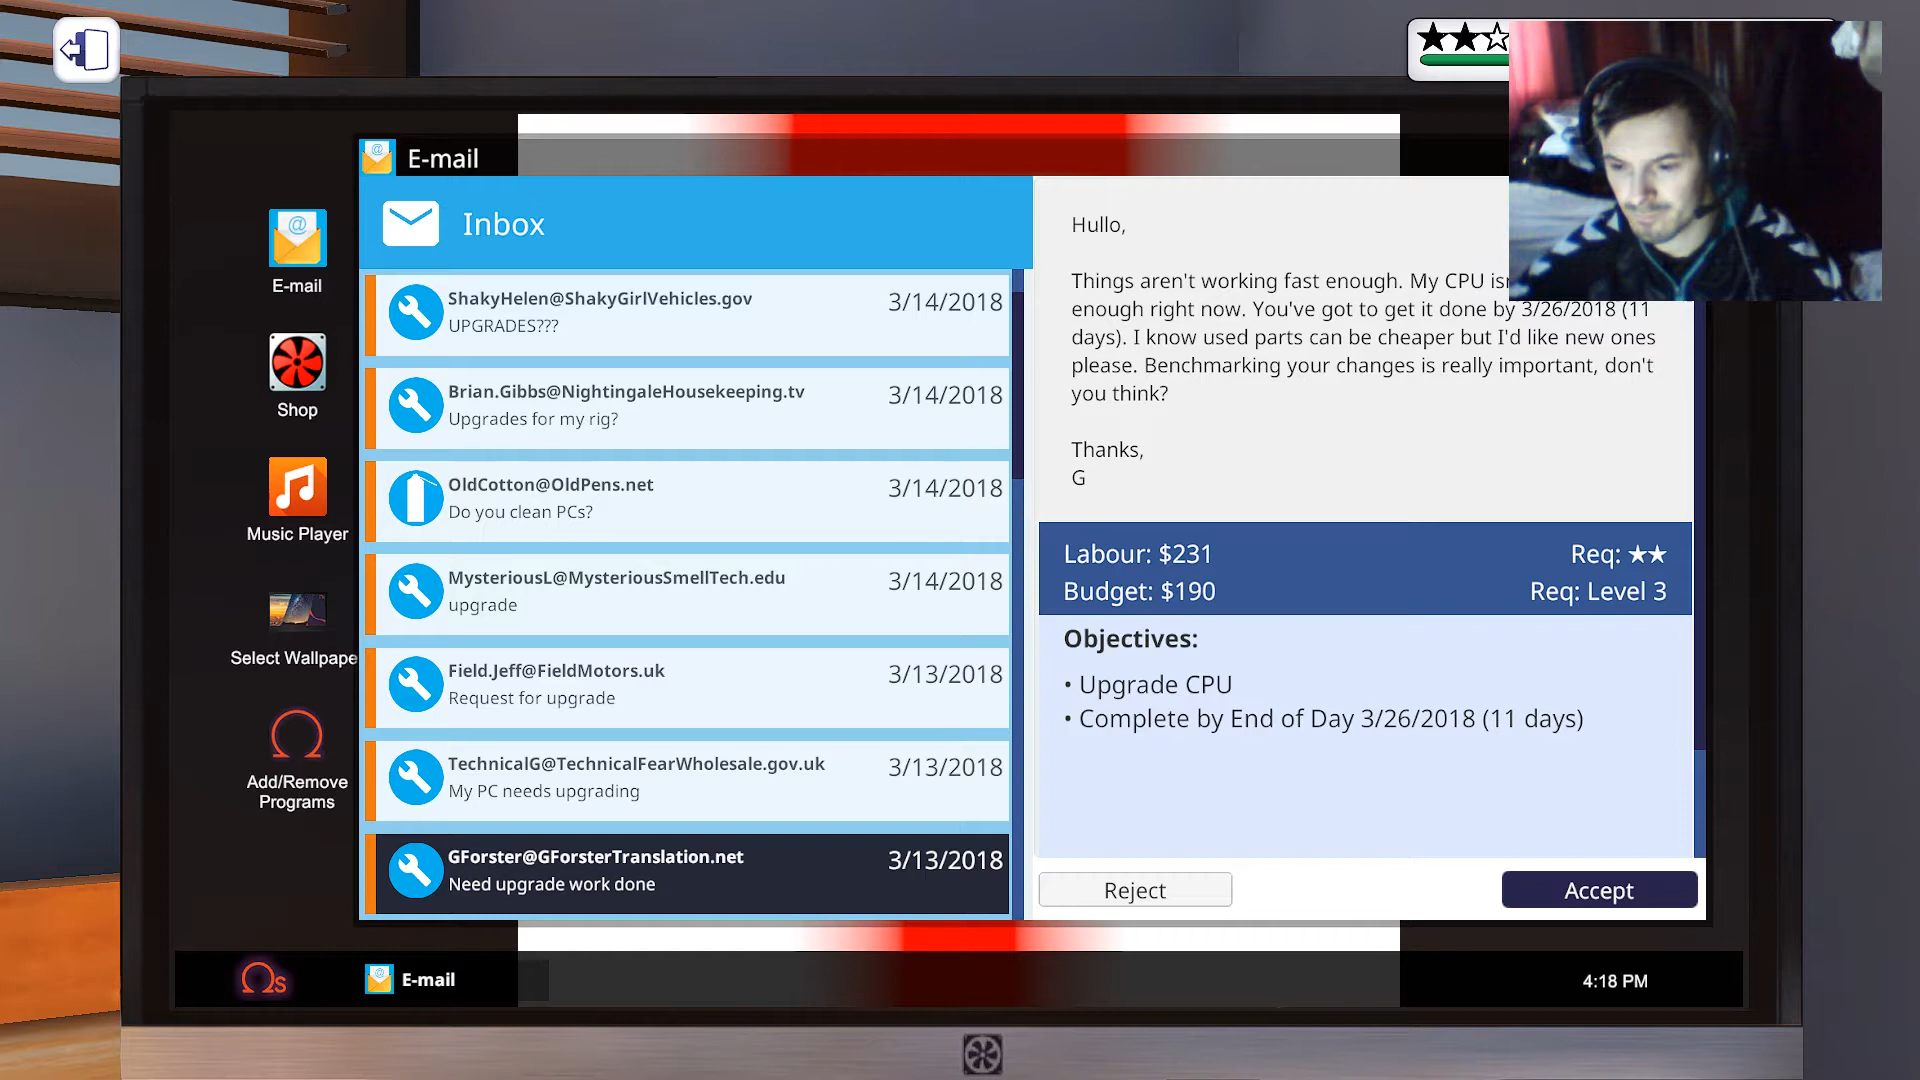 E-mail
Inbox
ShakyHelen@ShakyGirlVehicles.gov 3/14/2018
UPGRADES???
Brian.Gibbs@NightingaleHousekeeping.tv 3/14/2018
Upgrades for my rig?
OldCotton@OldPens.net 3/14/2018
Do you clean PCs?
MysteriousL@MysteriousSmellTech.edu 3/14/2018
upgrade
Field.Jeff@FieldMotors.uk 3/13/2018
Request for upgrade
TechnicalG@TechnicalFearWholesale.gov.uk 3/13/2018
My PC needs upgrading
GForster@GForsterTranslation.net 3/13/2018
Need upgrade work done
Hullo,
Things aren't working fast enough. My CPU
enough right now. You've got to get it done by 3/26/2018 (11
days). I know used parts can be cheaper but I'd like new ones
please. Benchmarking your changes is really important, don't
you think?
Thanks,
G
Labour: $231 Req: ★★
Budget: $190 Req: Level 3
Objectives:
• Upgrade CPU
• Complete by End of Day 3/26/2018 (11 days)
Reject Accept
E-mail
Shop
Music Player
Select Wallpape
Add/Remove
Programs
Ωs E-mail 4:18 PM